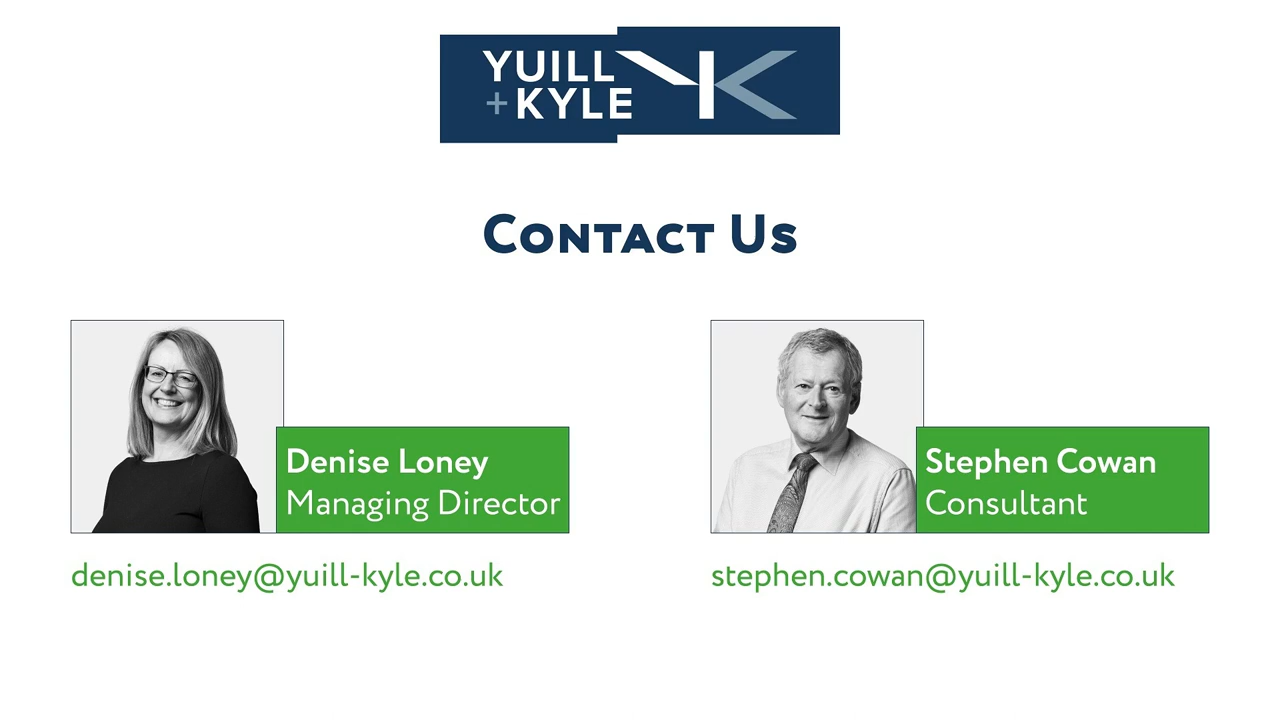 YUILL
+KYLE
Contact Us
Denise Loney
Managing Director
denise.loney@yuill-kyle.co.uk
Stephen Cowan
Consultant
stephen.cowan@yuill-kyle.co.uk